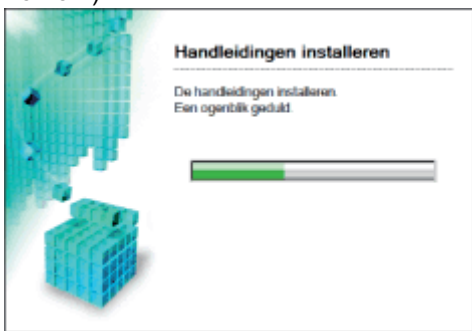 Handleidingen installeren
De handleidingen installeren.
Een ogenblik geduld.